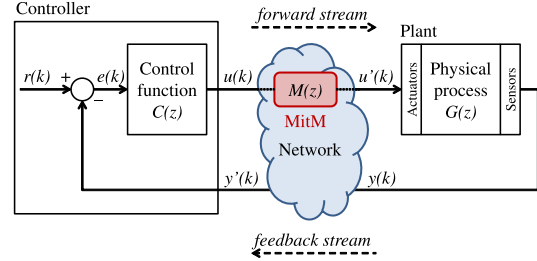 Controller
forward stream
Plant
r(k)
+
−
e(k)
Control
function
C(z)
u(k)
M(z)
MitM
Network
u'(k)
Actuators
Physical
process
G(z)
Sensors
y'(k)
y(k)
feedback stream